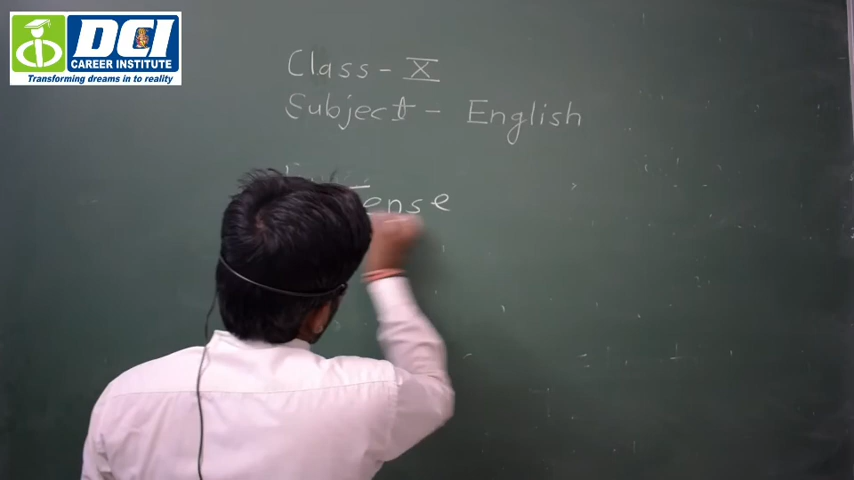 DCI
CAREER INSTITUTE
Transforming dreams in to reality
Class - X
Subject - English